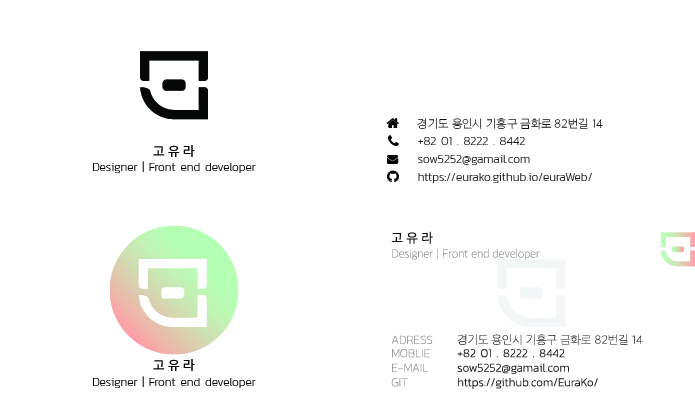 고유라
Designer | Front end developer
경기도 용인시 기흥구 금화로 82번길 14
+82 01 . 8222 . 8442
sow5252@gamail.com
https://eurako.github.io/euraWeb/
고유라
Designer | Front end developer
고유라
Designer | Front end developer
ADRESS 경기도 용인시 기흥구 금화로 82번길 14
MOBLIE +82 01 . 8222 . 8442
E-MAIL sow5252@gamail.com
GIT https://github.com/EuraKo/